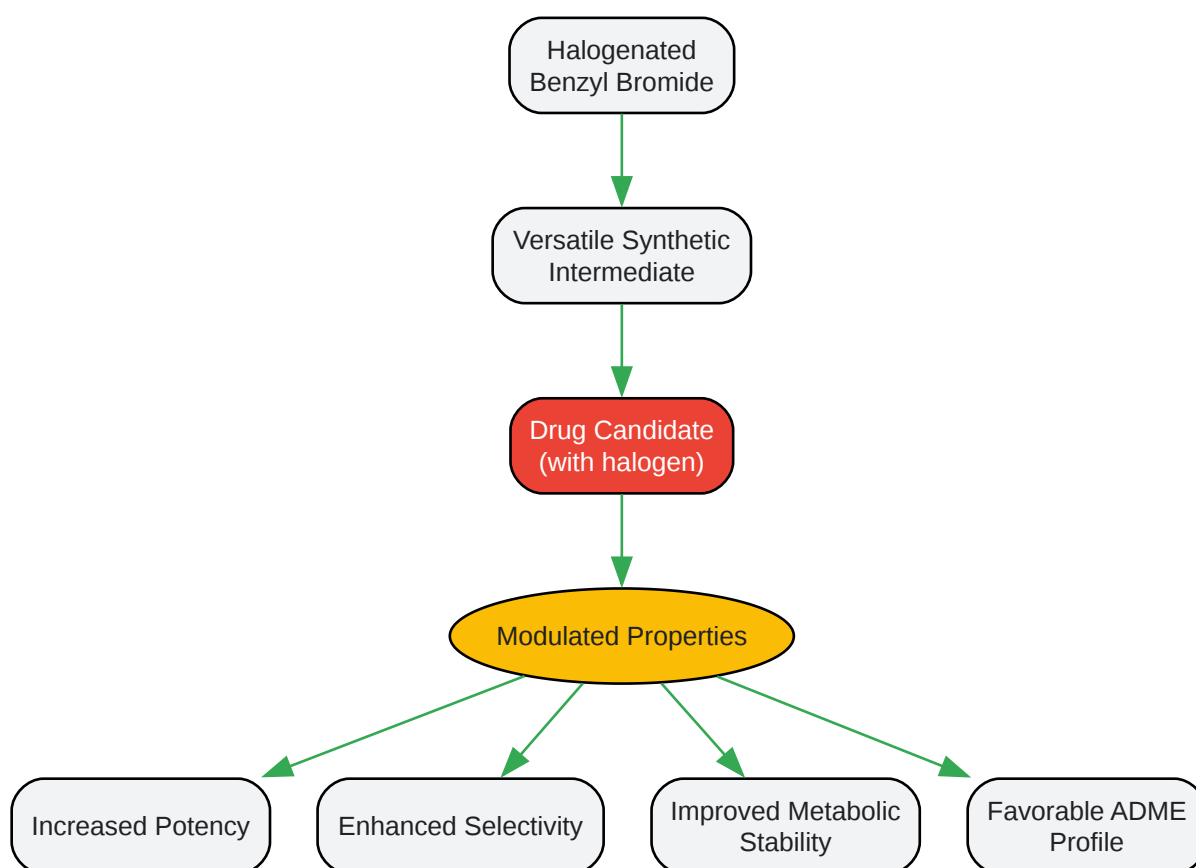 Halogenated
Benzyl Bromide
Versatile Synthetic
Intermediate
Drug Candidate
(with halogen)
Modulated Properties
Increased Potency
Enhanced Selectivity
Improved Metabolic
Stability
Favorable ADME
Profile